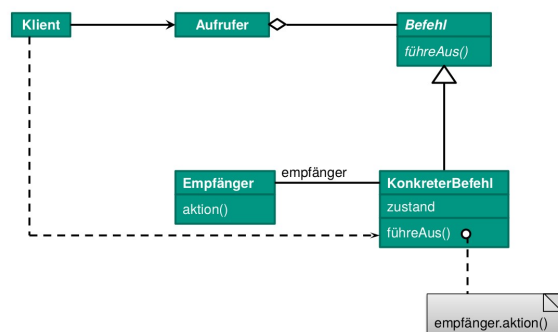 Klient
Aufrufer
Befehl
führeAus()
Empfänger
aktion()
empfänger
KonkreterBefehl
zustand
führeAus()
empfänger.aktion()